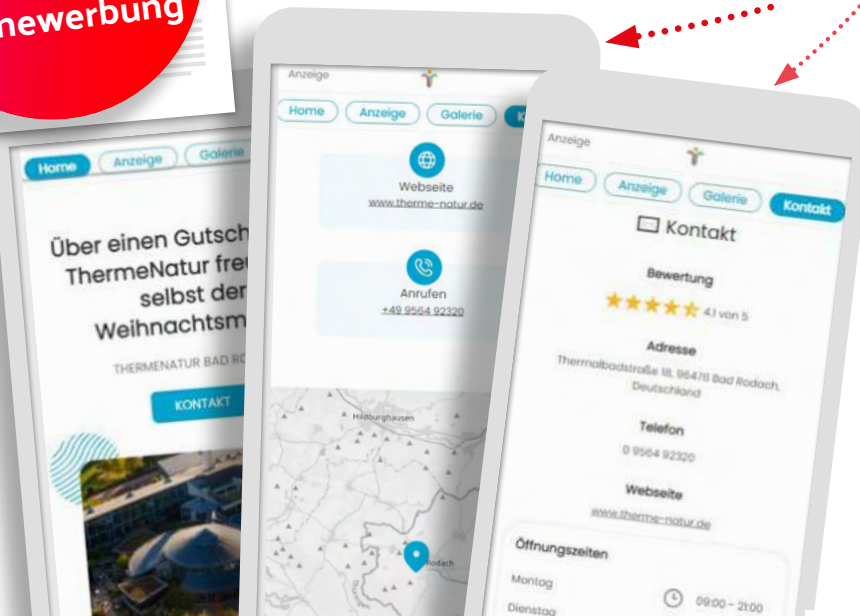 newerbung
Home
Anzeige
Galerie
Über einen Gutsch
ThermeNatur fre
selbst der
Weihnachtsm
THERMENATUR BAD RO
KONTAKT
Anzeige
Home
Anzeige
Galerie
K
Webseite
www.therme-natur.de
Anrufen
+49 9564 92320
Hildburghausen
Rodach
Anzeige
Home
Anzeige
Galerie
Kontakt
Kontakt
Bewertung
4.1 von 5
Adresse
Thermalbadstraße 18, 96476 Bad Rodach,
Deutschland
Telefon
0 9564 92320
Webseite
www.therme-natur.de
Öffnungszeiten
Montag
09:00 - 21:00
Dienstag